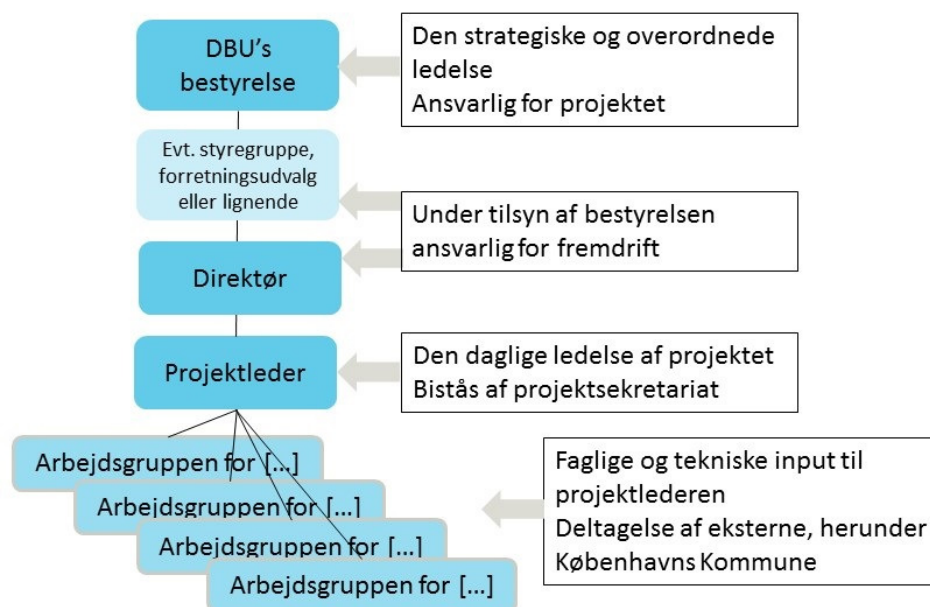 DBU's
bestyrelse
Den strategiske og overordnede
ledelse
Ansvarlig for projektet
Evt. styregruppe,
forretningsudvalg
eller lignende
Under tilsyn af bestyrelsen
ansvarlig for fremdrift
Direktør
Projektleder
Den daglige ledelse af projektet
Bistås af projektsekretariat
Arbejdsgruppen for [...]
Arbejdsgruppen for [...]
Arbejdsgruppen for [...]
Arbejdsgruppen for [...]
Faglige og tekniske input til
projektlederen
Deltagelse af eksterne, herunder
Københavns Kommune